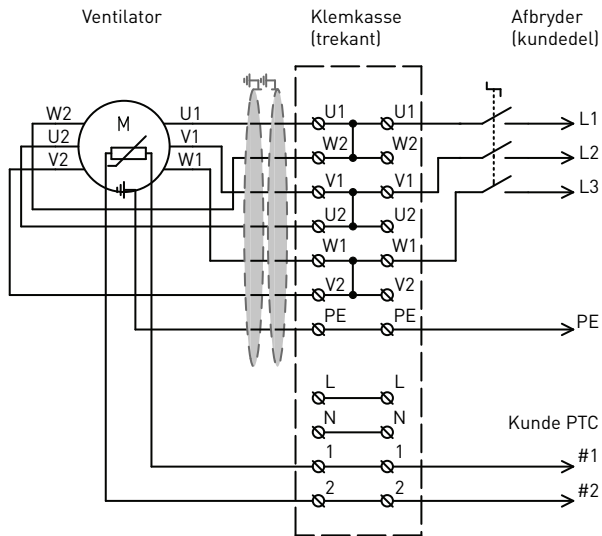 Ventilator
Klemkasse
(trekant)
Afbryder
(kundedel)
W2
U2
V2
M
U1
V1
W1
U1 U1
W2 W2
V1 V1
U2 U2
W1 W1
V2 V2
PE PE
L L
N N
1 1
2 2
L1
L2
L3
PE
Kunde PTC
#1
#2